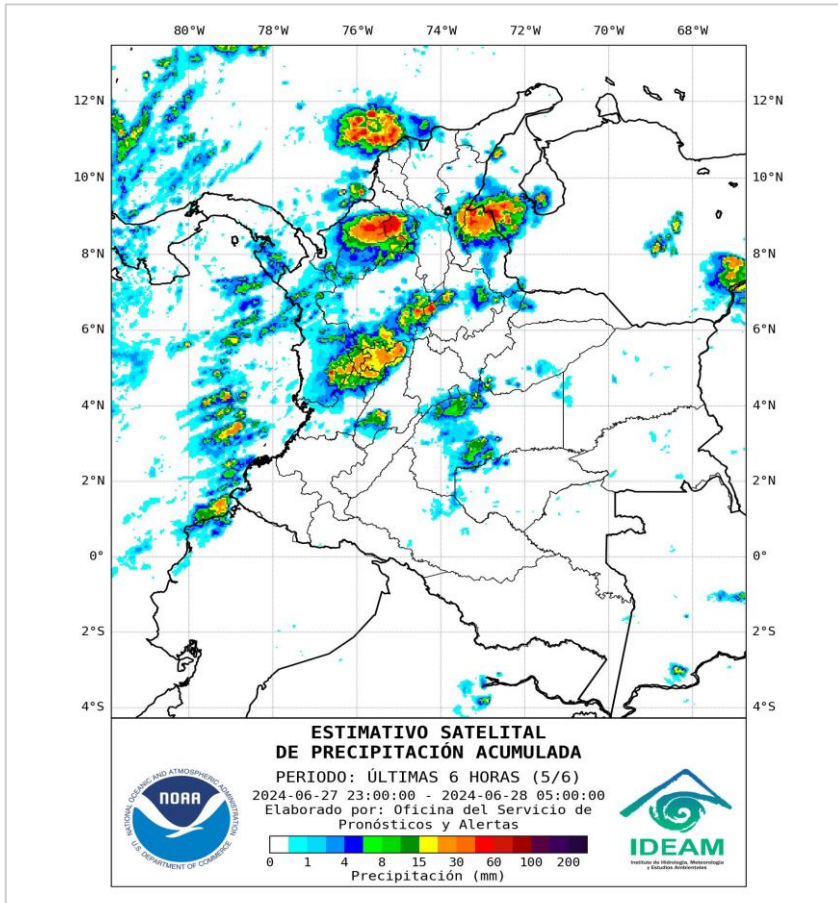 80°W 78°W 76°W 74°W 72°W 70°W 68°W
12°N 12°N
10°N 10°N
8°N 8°N
6°N 6°N
4°N 4°N
2°N 2°N
0° 0°
2°S 2°S
4°S 4°S
ESTIMATIVO SATELITAL
DE PRECIPITACIÓN ACUMULADA
PERIODO: ÚLTIMAS 6 HORAS (5/6)
2024-06-27 23:00:00 - 2024-06-28 05:00:00
Elaborado por: Oficina del Servicio de
Pronósticos y Alertas
0 1 4 8 15 30 60 100 200
Precipitación (mm)
NATIONAL OCEANIC AND ATMOSPHERIC ADMINISTRATION
NOAA
U.S. DEPARTMENT OF COMMERCE
IDEAM
Instituto de Hidrología, Meteorología
y Estudios Ambientales